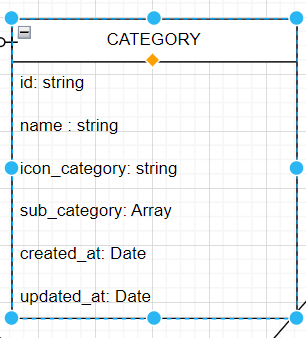 CATEGORY
id: string
name : string
icon_category: string
sub_category: Array
created_at: Date
updated_at: Date